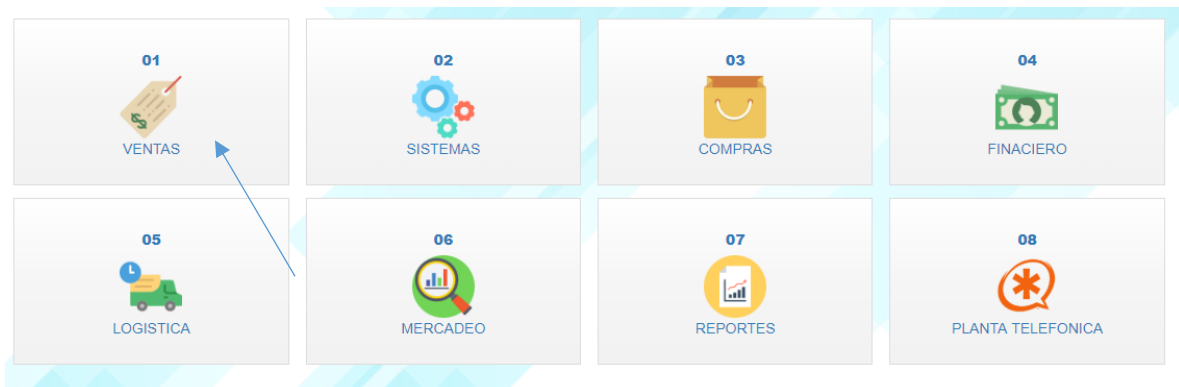 01
VENTAS
02
SISTEMAS
03
COMPRAS
04
FINACIERO
05
LOGISTICA
06
MERCADEO
07
REPORTES
08
PLANTA TELEFONICA